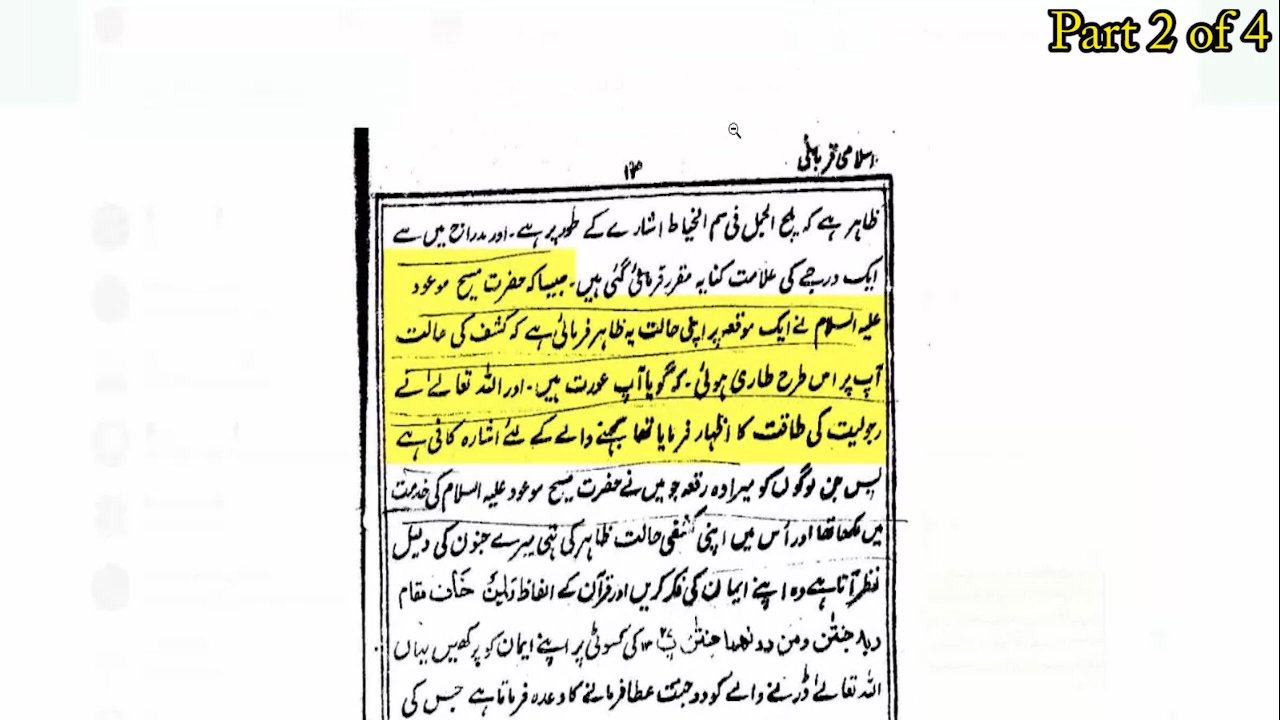 Part 2 of 4
اسلامی قربانی
۱۲
ظاہر ہے کہ یلج الجمل فی سم الخیاط اشارے کے طور پر ہے۔ اور مدارج میں سے
ایک درجے کی علامت کنایہ مقرر فرمائی گئی ہیں۔ جیسا کہ حضرت مسیح موعود
علیہ السلام نے ایک موقعہ پر اپنی حالت یہ ظاہر فرمائی ہے کہ کشف کی حالت
آپ پر اس طرح طاری ہوئی۔ کہ گویا آپ عورت ہیں۔ اور اللہ تعالےٰ نے
رجولیت کی طاقت کا اظہار فرمایا تھا سمجھنے والے کے لئے اشارہ کافی ہے
پس جن لوگوں کو میرا وہ رقعہ جو میں نے حضرت مسیح موعود علیہ السلام کی خدمت
میں لکھا تھا اور اُس میں اپنی کشفی حالت ظاہر کی تھی میرے جنون کی دلیل
نظر آتا ہے وہ اپنے ایمان کی فکر کریں اور قرآن کے الفاظ ولمن خاف مقام
ربہ جنتٰن ومن دونھما جنتٰن کی کسوٹی پر اپنے ایمان کو پرکھیں یہاں
اللہ تعالےٰ ڈرنے والے کو دو جنت عطا فرمانے کا وعدہ فرماتا ہے جس کی